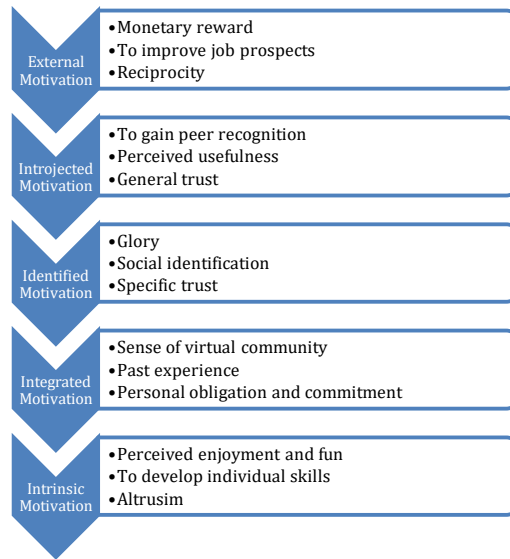 External
Motivation
•Monetary reward
•To improve job prospects
•Reciprocity
Introjected
Motivation
•To gain peer recognition
•Perceived usefulness
•General trust
Identified
Motivation
•Glory
•Social identification
•Specific trust
Integrated
Motivation
•Sense of virtual community
•Past experience
•Personal obligation and commitment
Intrinsic
Motivation
•Perceived enjoyment and fun
•To develop individual skills
•Altrusim